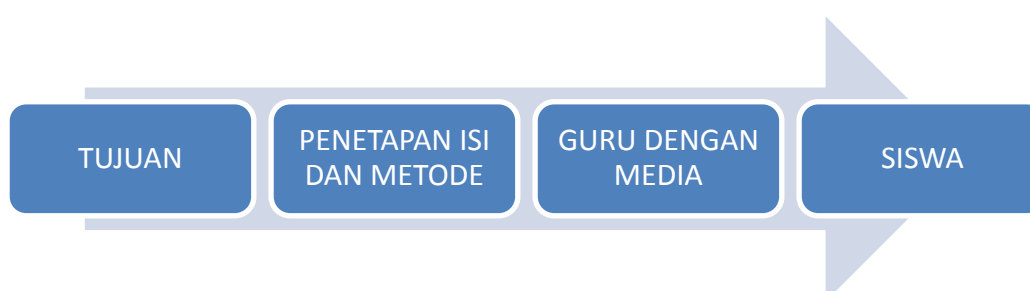 TUJUAN
PENETAPAN ISI
DAN METODE
GURU DENGAN
MEDIA
SISWA